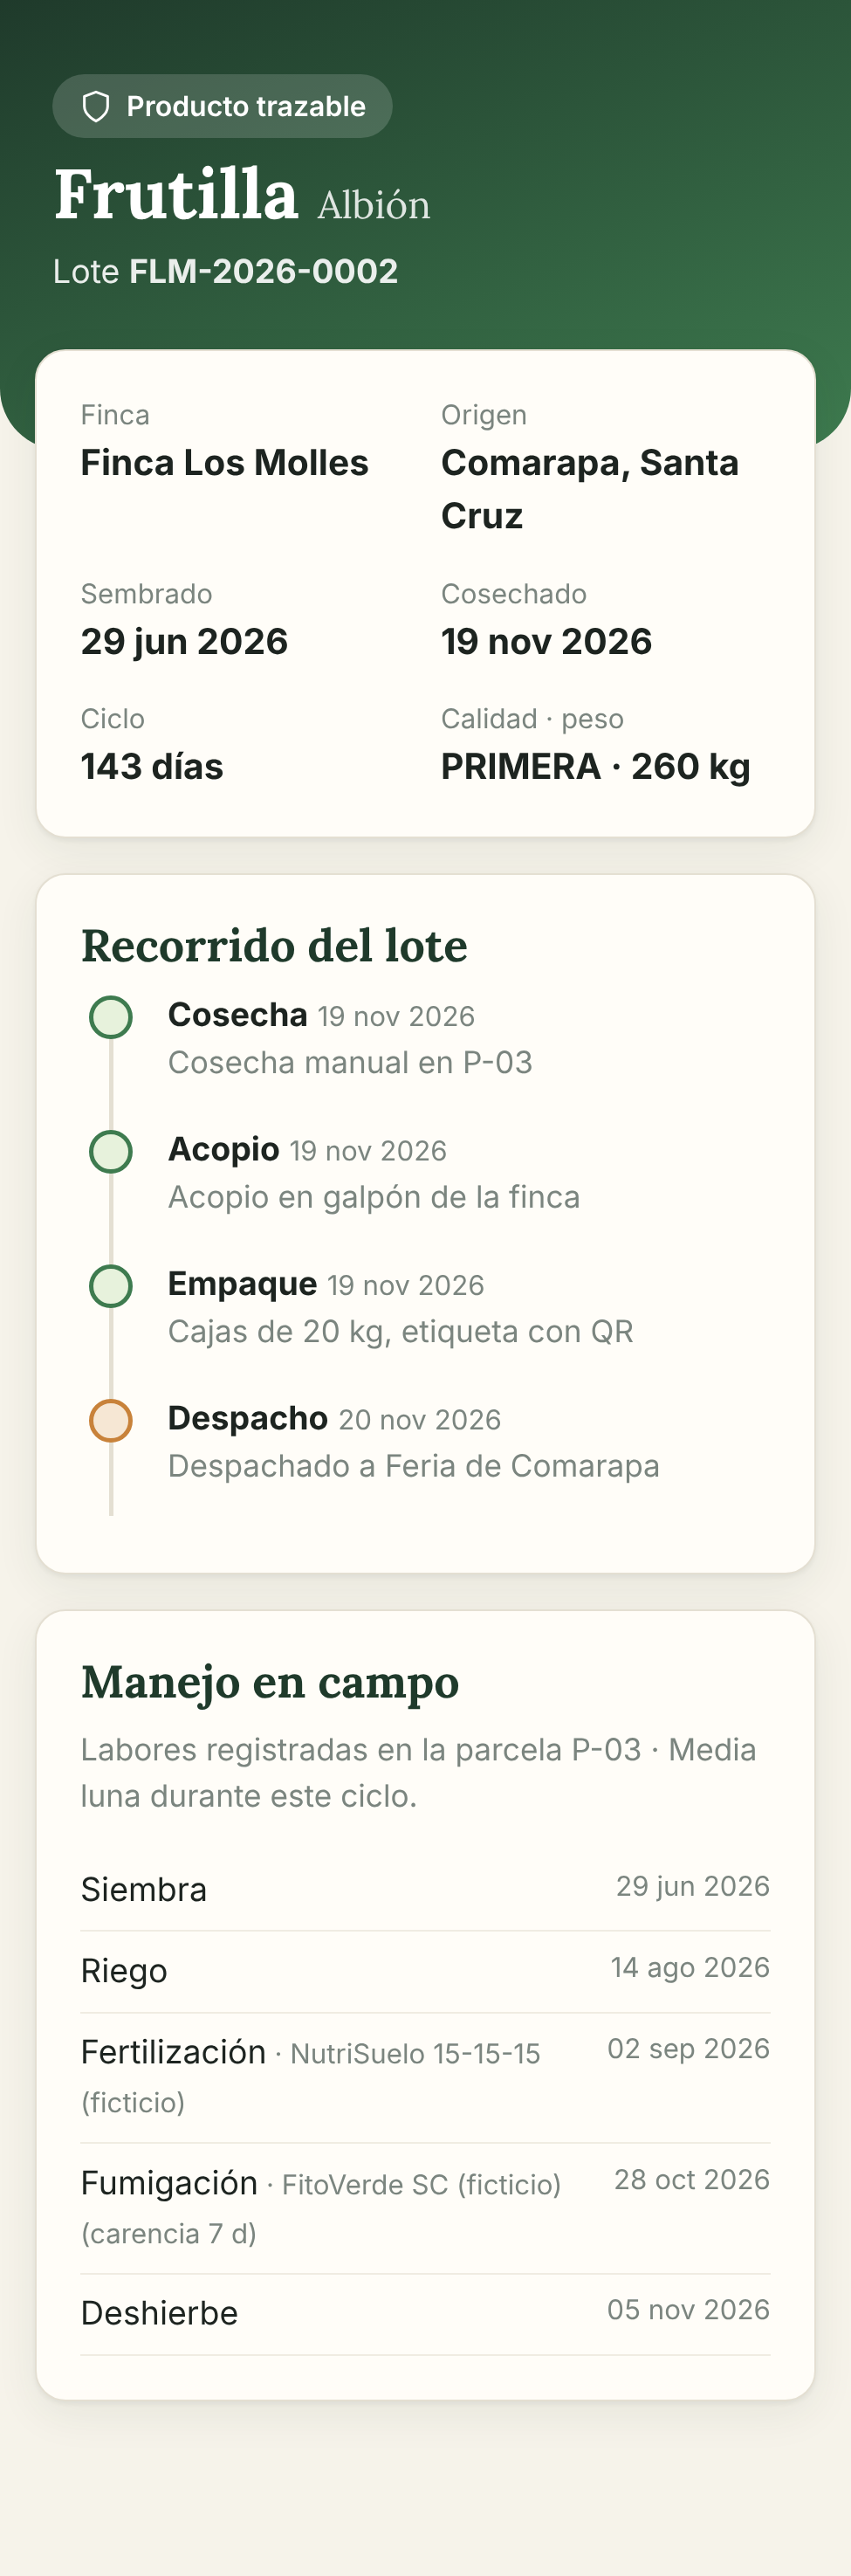 Producto trazable
Frutilla Albión
Lote FLM-2026-0002
Finca
Finca Los Molles
Origen
Comarapa, Santa
Cruz
Sembrado
29 jun 2026
Cosechado
19 nov 2026
Ciclo
143 días
Calidad · peso
PRIMERA · 260 kg
Recorrido del lote
Cosecha 19 nov 2026
Cosecha manual en P-03
Acopio 19 nov 2026
Acopio en galpón de la finca
Empaque 19 nov 2026
Cajas de 20 kg, etiqueta con QR
Despacho 20 nov 2026
Despachado a Feria de Comarapa
Manejo en campo
Labores registradas en la parcela P-03 · Media
luna durante este ciclo.
Siembra 29 jun 2026
Riego 14 ago 2026
Fertilización · NutriSuelo 15-15-15 02 sep 2026
(ficticio)
Fumigación · FitoVerde SC (ficticio) 28 oct 2026
(carencia 7 d)
Deshierbe 05 nov 2026